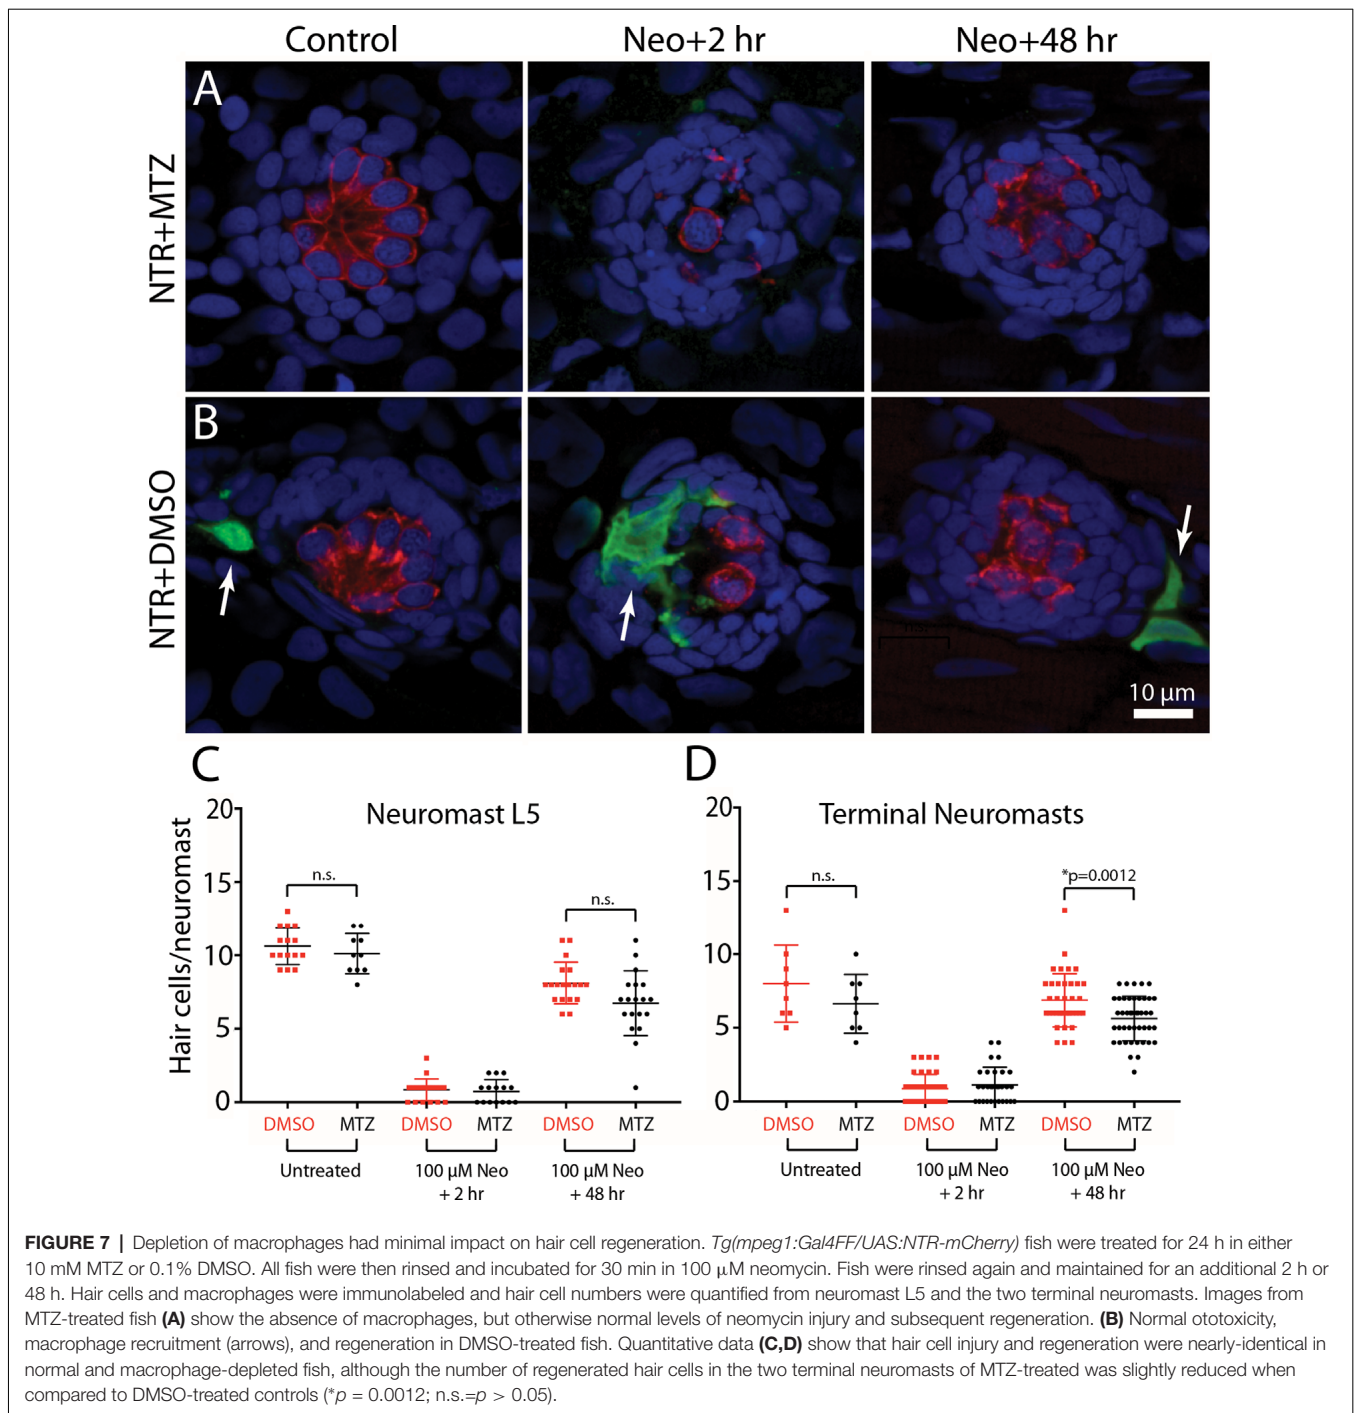 Control
Neo+2 hr
Neo+48 hr
A
NTR+MTZ
B
NTR+DMSO
n.s.
10 µm
C
D
Neuromast L5
Terminal Neuromasts
Hair cells/neuromast
20
15
10
5
0
n.s.
n.s.
DMSO MTZ DMSO MTZ DMSO MTZ
Untreated
100 µM Neo
+ 2 hr
100 µM Neo
+ 48 hr
20
15
10
5
0
n.s.
*p=0.0012
DMSO MTZ DMSO MTZ DMSO MTZ
Untreated
100 µM Neo
+ 2 hr
100 µM Neo
+ 48 hr
FIGURE 7 | Depletion of macrophages had minimal impact on hair cell regeneration. Tg(mpeg1:Gal4FF/UAS:NTR-mCherry) fish were treated for 24 h in either
10 mM MTZ or 0.1% DMSO. All fish were then rinsed and incubated for 30 min in 100 µM neomycin. Fish were rinsed again and maintained for an additional 2 h or
48 h. Hair cells and macrophages were immunolabeled and hair cell numbers were quantified from neuromast L5 and the two terminal neuromasts. Images from
MTZ-treated fish (A) show the absence of macrophages, but otherwise normal levels of neomycin injury and subsequent regeneration. (B) Normal ototoxicity,
macrophage recruitment (arrows), and regeneration in DMSO-treated fish. Quantitative data (C,D) show that hair cell injury and regeneration were nearly-identical in
normal and macrophage-depleted fish, although the number of regenerated hair cells in the two terminal neuromasts of MTZ-treated was slightly reduced when
compared to DMSO-treated controls (*p = 0.0012; n.s.=p > 0.05).